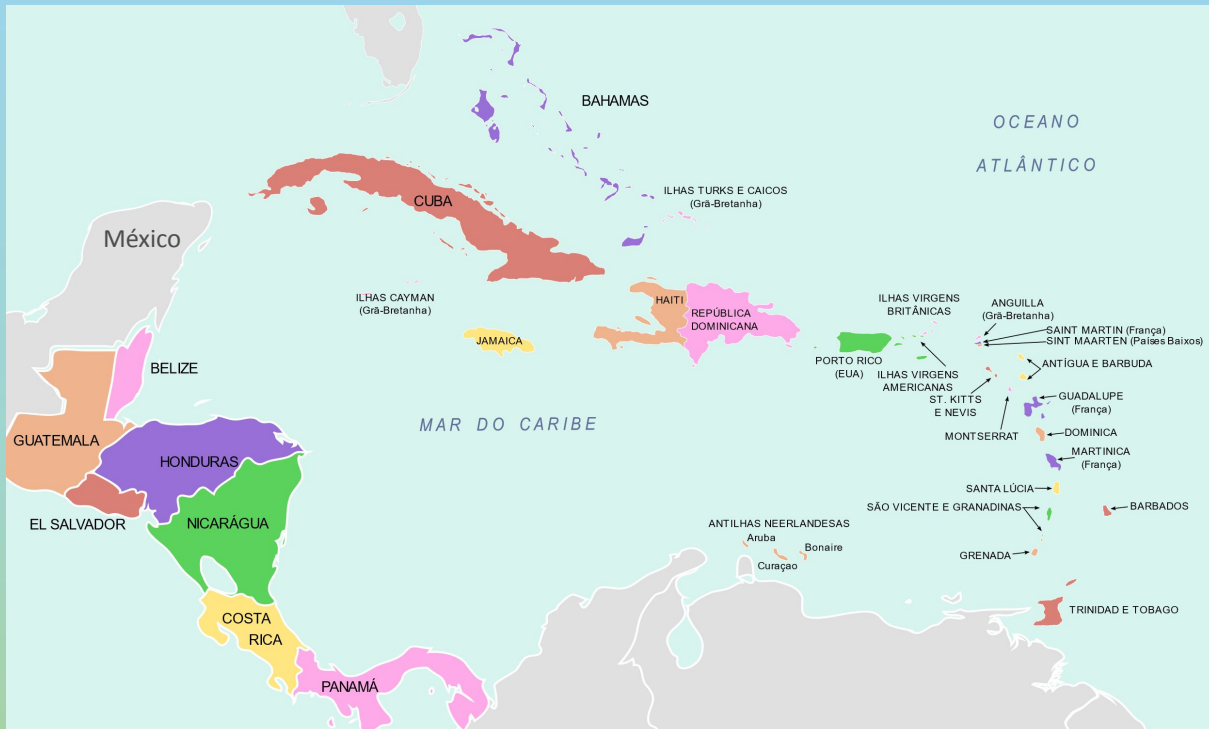 BAHAMAS
OCEANO
ATLÂNTICO
ILHAS TURKS E CAICOS
(Grã-Bretanha)
CUBA
México
ILHAS CAYMAN
(Grã-Bretanha)
HAITI
REPÚBLICA
DOMINICANA
JAMAICA
ILHAS VIRGENS
BRITÂNICAS
ANGUILLA
(Grã-Bretanha)
SAINT MARTIN (França)
SINT MAARTEN (Países Baixos)
PORTO RICO
(EUA)
ILHAS VIRGENS
AMERICANAS
ANTÍGUA E BARBUDA
ST. KITTS
E NEVIS
GUADALUPE
(França)
BELIZE
MAR DO CARIBE
MONTSERRAT
DOMINICA
GUATEMALA
HONDURAS
MARTINICA
(França)
SANTA LÚCIA
SÃO VICENTE E GRANADINAS
BARBADOS
EL SALVADOR
NICARÁGUA
ANTILHAS NEERLANDESAS
Aruba
Bonaire
Curaçao
GRENADA
TRINIDAD E TOBAGO
COSTA
RICA
PANAMÁ